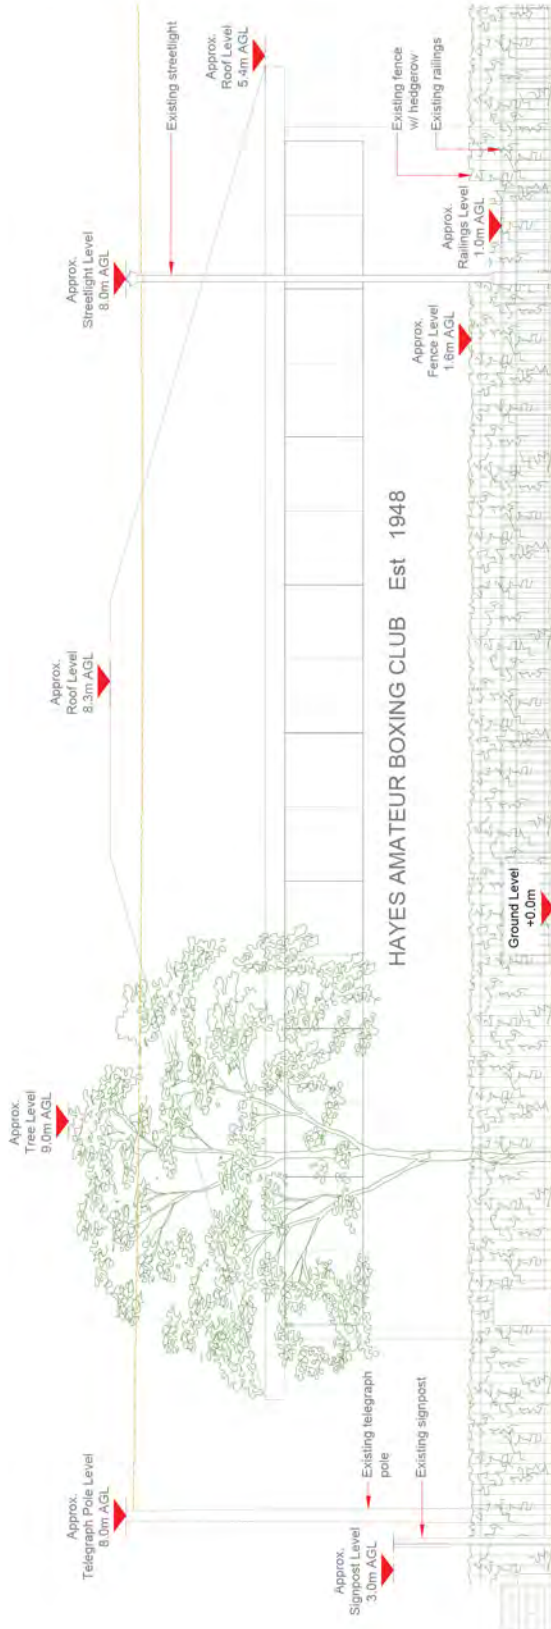 Approx.
Telegraph Pole Level
8.0m AGL
Approx.
Tree Level
9.0m AGL
Approx.
Roof Level
8.3m AGL
Approx.
Streetlight Level
8.0m AGL
Approx.
Roof Level
5.4m AGL
Existing streetlight
Approx.
Signpost Level
3.0m AGL
Existing telegraph
pole
Existing signpost
HAYES AMATEUR BOXING CLUB Est 1948
Approx.
Fence Level
1.6m AGL
Approx.
Railings Level
1.0m AGL
Existing fence
w/ hedgerow
Existing railings
Ground Level
+0.0m